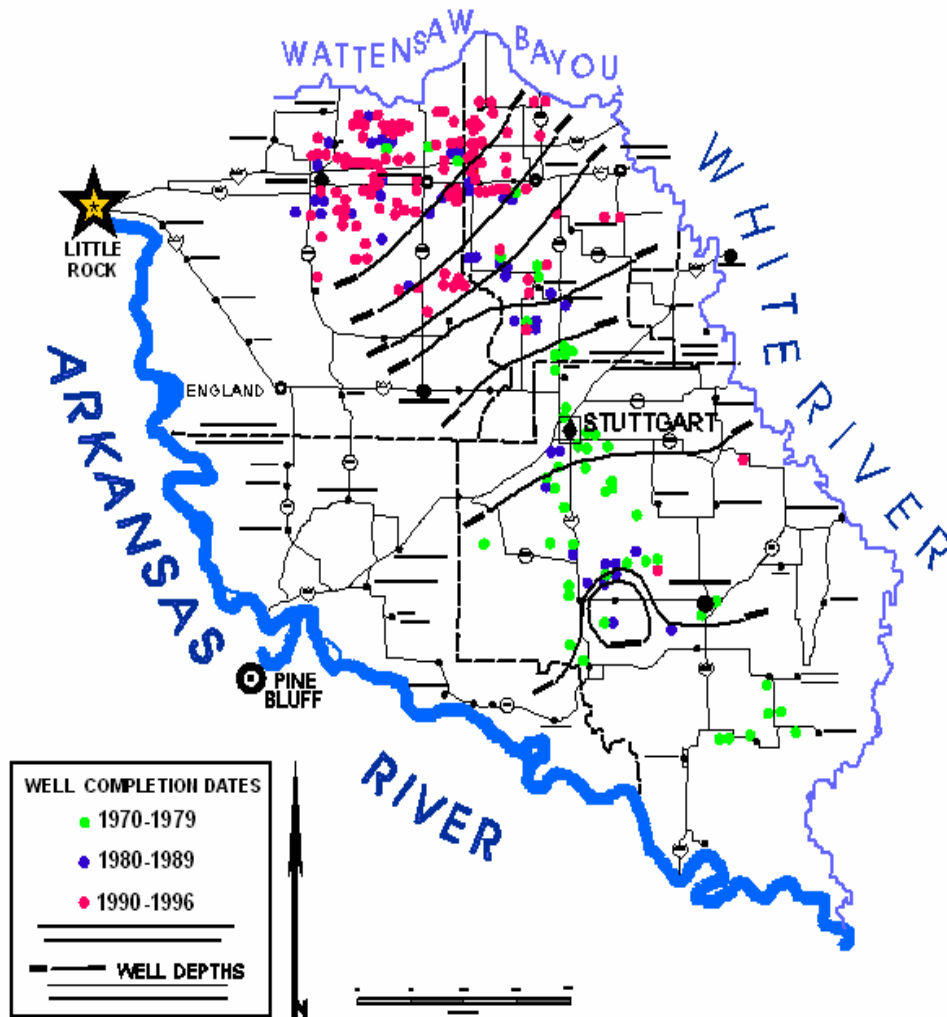 WATTENSAW BAYOU
WHITE RIVER
LITTLE
ROCK
ARKANSAS
RIVER
ENGLAND
STUTTGART
PINE
BLUFF
WELL COMPLETION DATES
1970-1979
1980-1989
1990-1996
WELL DEPTHS
N